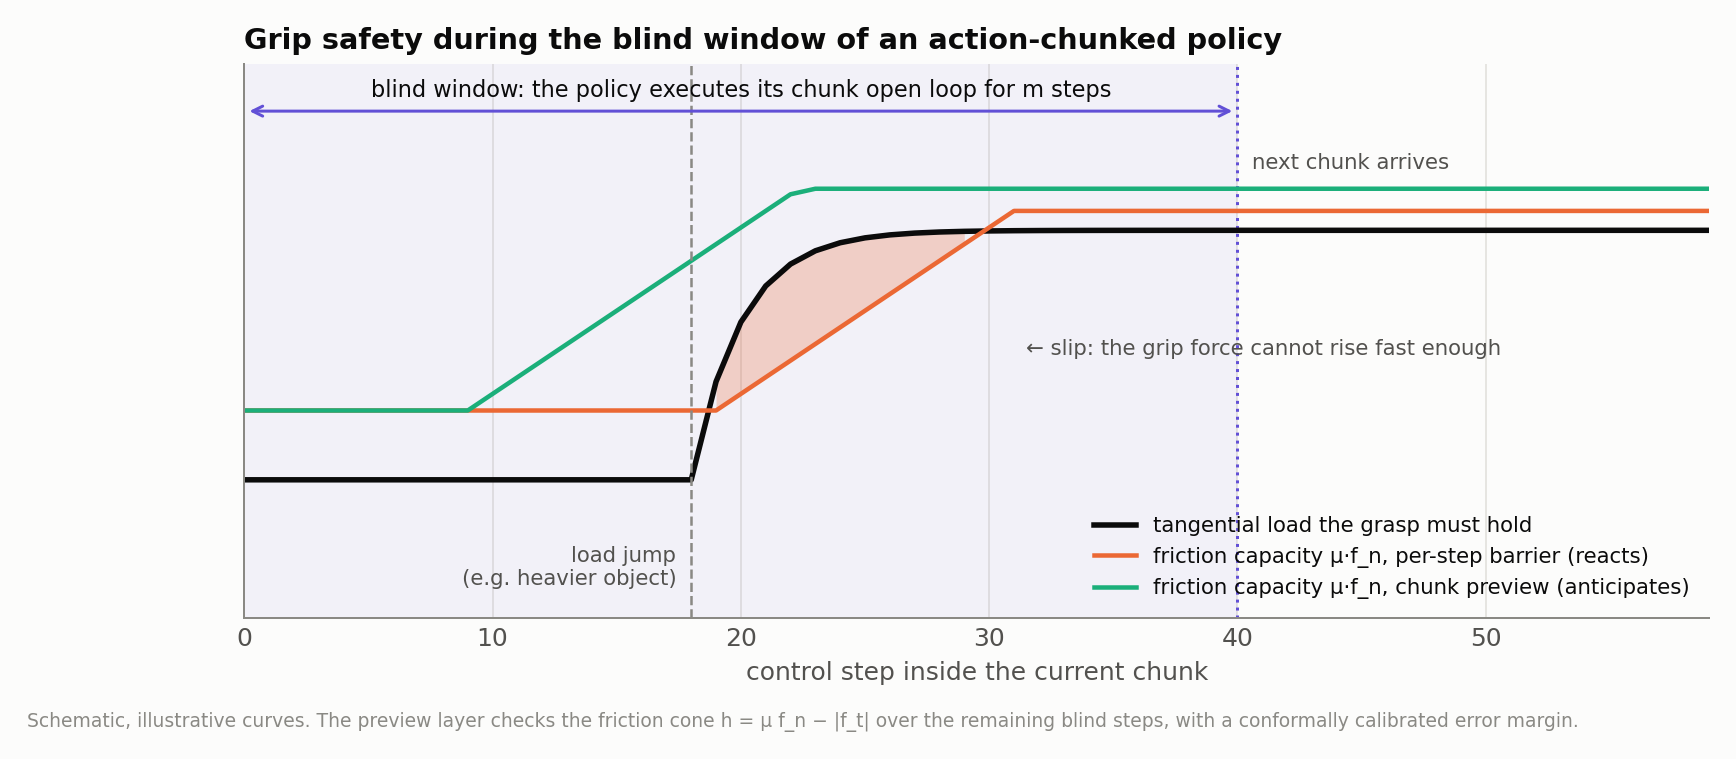 Grip safety during the blind window of an action-chunked policy
blind window: the policy executes its chunk open loop for m steps
next chunk arrives
← slip: the grip force cannot rise fast enough
load jump
(e.g. heavier object)
tangential load the grasp must hold
friction capacity μ·f_n, per-step barrier (reacts)
friction capacity μ·f_n, chunk preview (anticipates)
0 10 20 30 40 50
control step inside the current chunk
Schematic, illustrative curves. The preview layer checks the friction cone h = μ f_n − |f_t| over the remaining blind steps, with a conformally calibrated error margin.